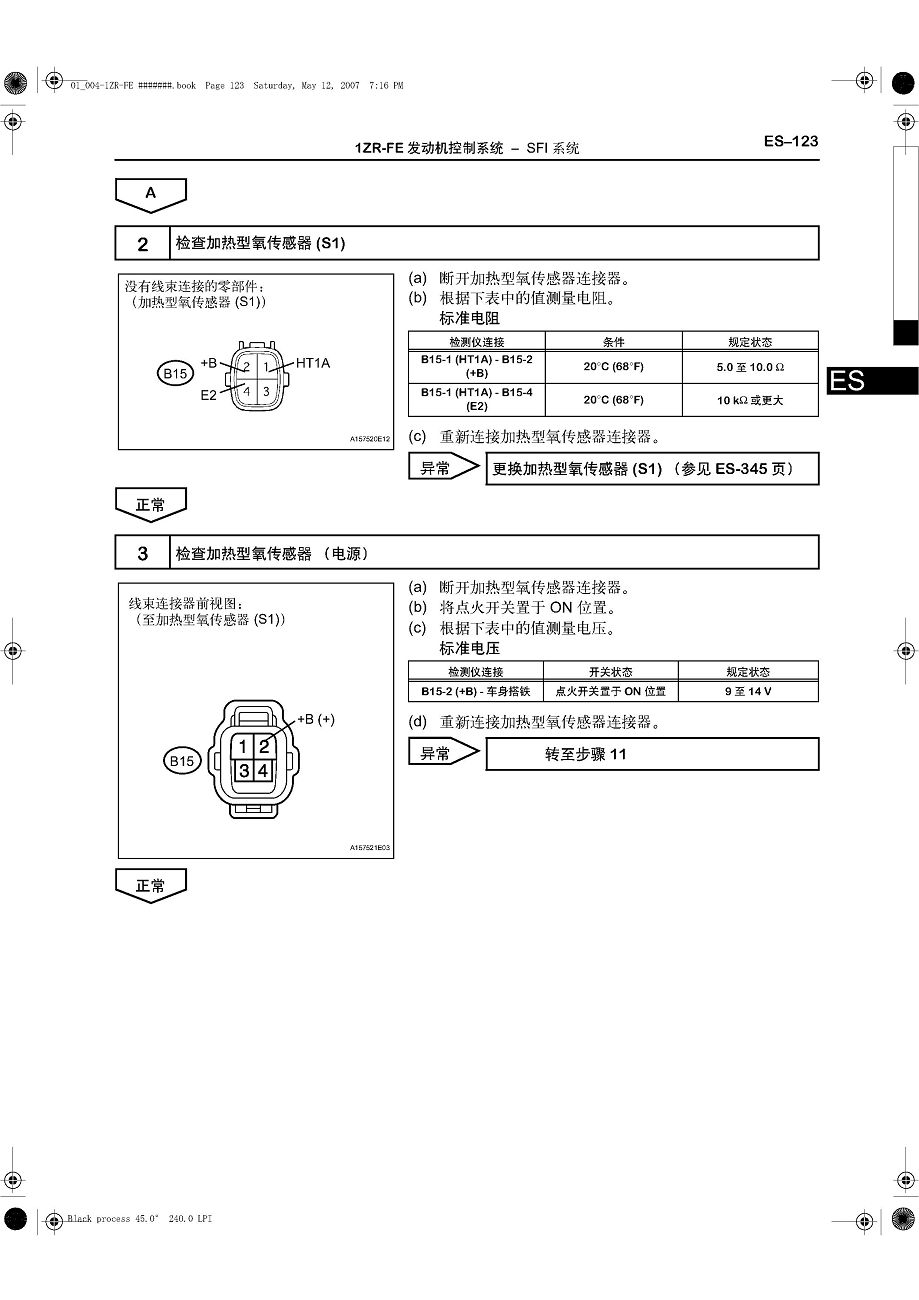 01_004-1ZR-FE #######.book  Page 123  Saturday, May 12, 2007  7:16 PM
1ZR-FE 发动机控制系统 – SFI 系统
ES–123
A
2
检查加热型氧传感器 (S1)
没有线束连接的零部件：
（加热型氧传感器 (S1)）
+B
2
1
HT1A
B15
E2
4
3
A157520E12
(a) 断开加热型氧传感器连接器。
(b) 根据下表中的值测量电阻。
标准电阻
检测仪连接 条件 规定状态
B15-1 (HT1A) - B15-2 (+B) 20°C (68°F) 5.0 至 10.0 Ω
B15-1 (HT1A) - B15-4 (E2) 20°C (68°F) 10 kΩ 或更大
ES
(c) 重新连接加热型氧传感器连接器。
异常
更换加热型氧传感器 (S1) （参见 ES-345 页）
正常
3
检查加热型氧传感器 （电源）
线束连接器前视图：
（至加热型氧传感器 (S1)）
+B (+)
1 2
B15
3 4
A157521E03
(a) 断开加热型氧传感器连接器。
(b) 将点火开关置于 ON 位置。
(c) 根据下表中的值测量电压。
标准电压
检测仪连接 开关状态 规定状态
B15-2 (+B) - 车身搭铁 点火开关置于 ON 位置 9 至 14 V
(d) 重新连接加热型氧传感器连接器。
异常
转至步骤 11
正常
Black process 45.0° 240.0 LPI